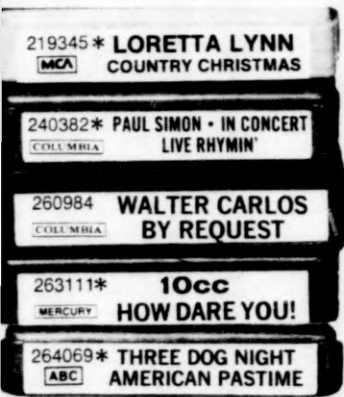 219345* LORETTA LYNN
MCA COUNTRY CHRISTMAS
240382* PAUL SIMON · IN CONCERT
COLUMBIA LIVE RHYMIN'
260984 WALTER CARLOS
COLUMBIA BY REQUEST
263111* 10cc
MERCURY HOW DARE YOU!
264069* THREE DOG NIGHT
ABC AMERICAN PASTIME